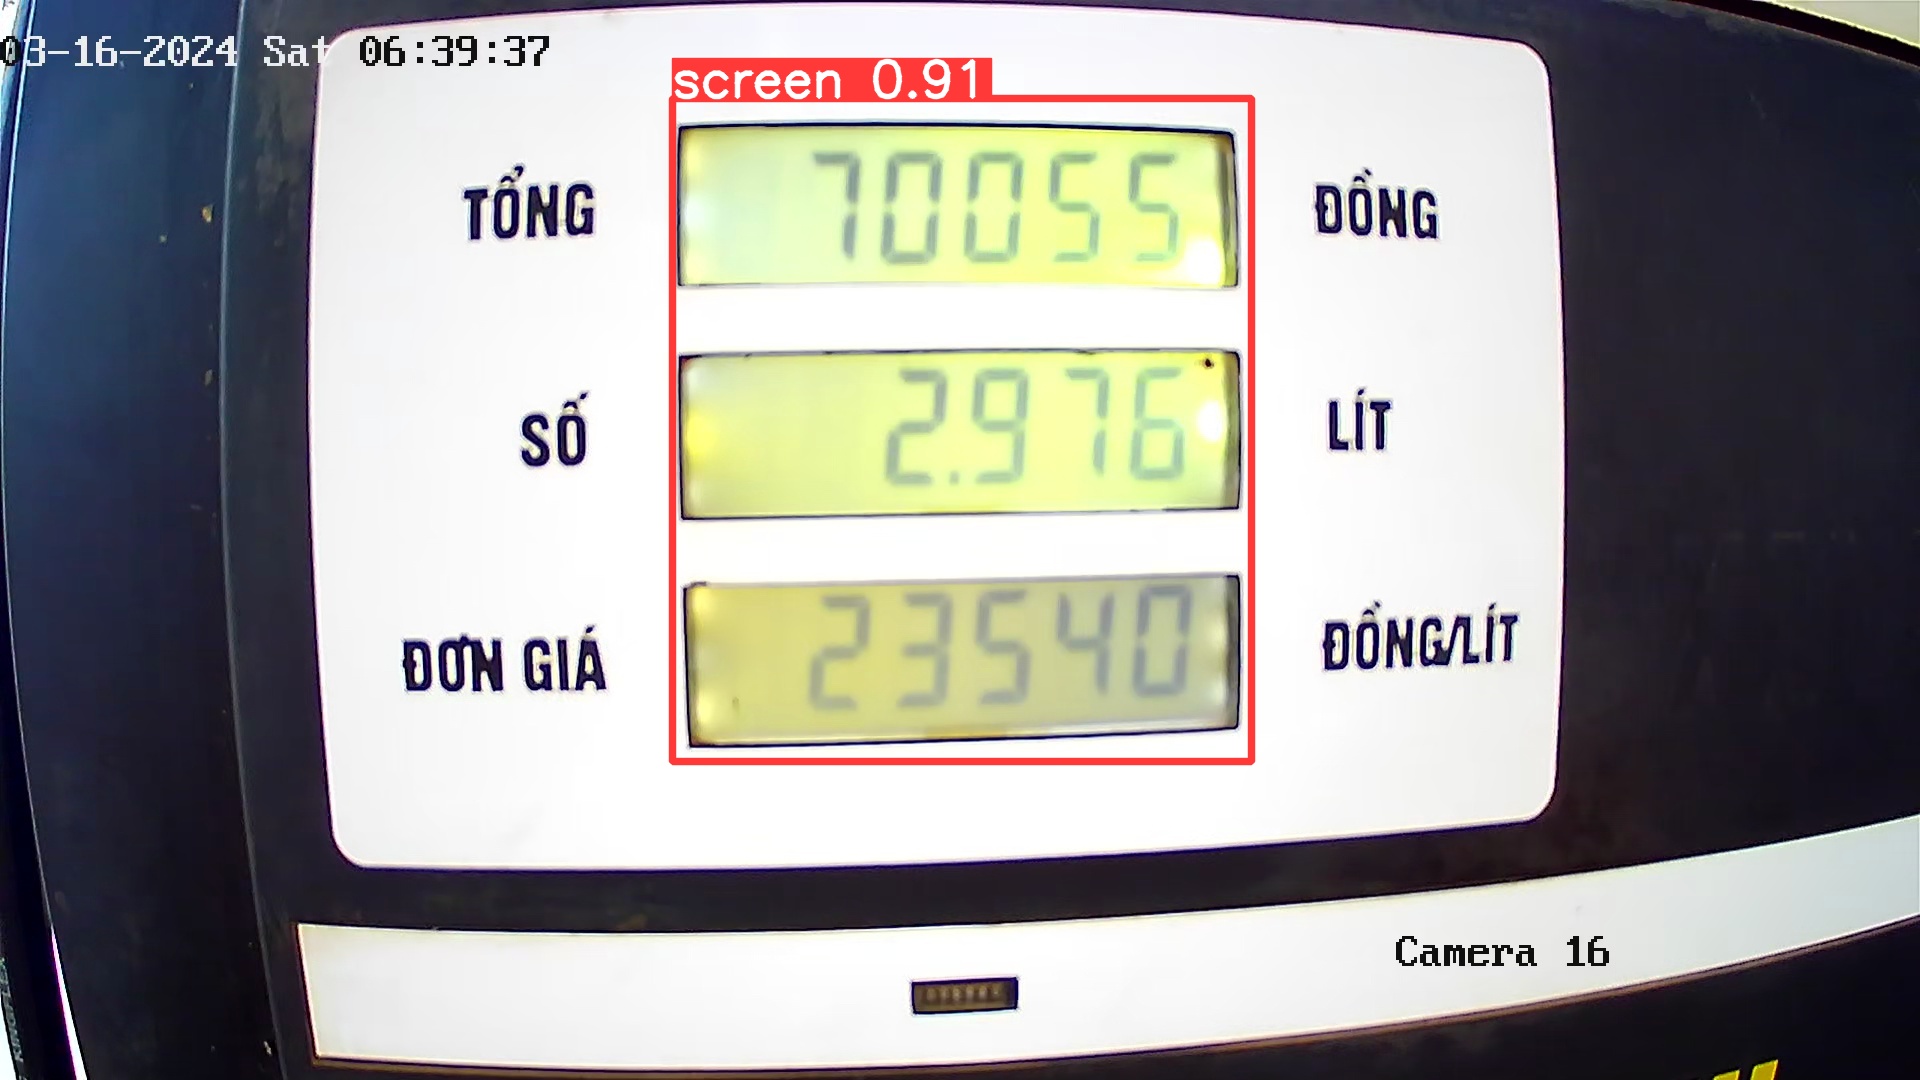 03-16-2024 Sat 06:39:37
screen 0.91
TỔNG 70055 ĐỒNG
SỐ 2.976 LÍT
ĐƠN GIÁ 23540 ĐỒNG/LÍT
Camera 16